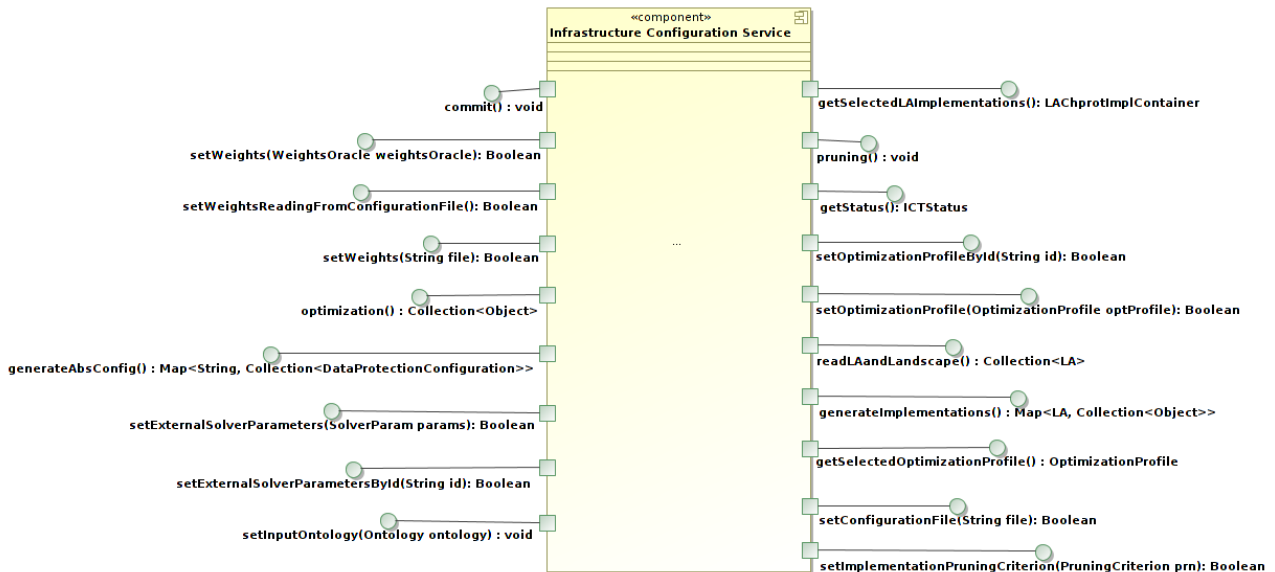 «component»
Infrastructure Configuration Service
commit() : void
setWeights(WeightsOracle weightsOracle): Boolean
setWeightsReadingFromConfigurationFile(): Boolean
setWeights(String file): Boolean
optimization() : Collection<Object>
generateAbsConfig() : Map<String, Collection<DataProtectionConfiguration>>
setExternalSolverParameters(SolverParam params): Boolean
setExternalSolverParametersById(String id): Boolean
setInputOntology(Ontology ontology) : void
...
getSelectedLAImplementations(): LAChprotImplContainer
pruning() : void
getStatus(): ICTStatus
setOptimizationProfileById(String id): Boolean
setOptimizationProfile(OptimizationProfile optProfile): Boolean
readLAandLandscape() : Collection<LA>
generateImplementations() : Map<LA, Collection<Object>>
getSelectedOptimizationProfile() : OptimizationProfile
setConfigurationFile(String file): Boolean
setImplementationPruningCriterion(PruningCriterion prn): Boolean